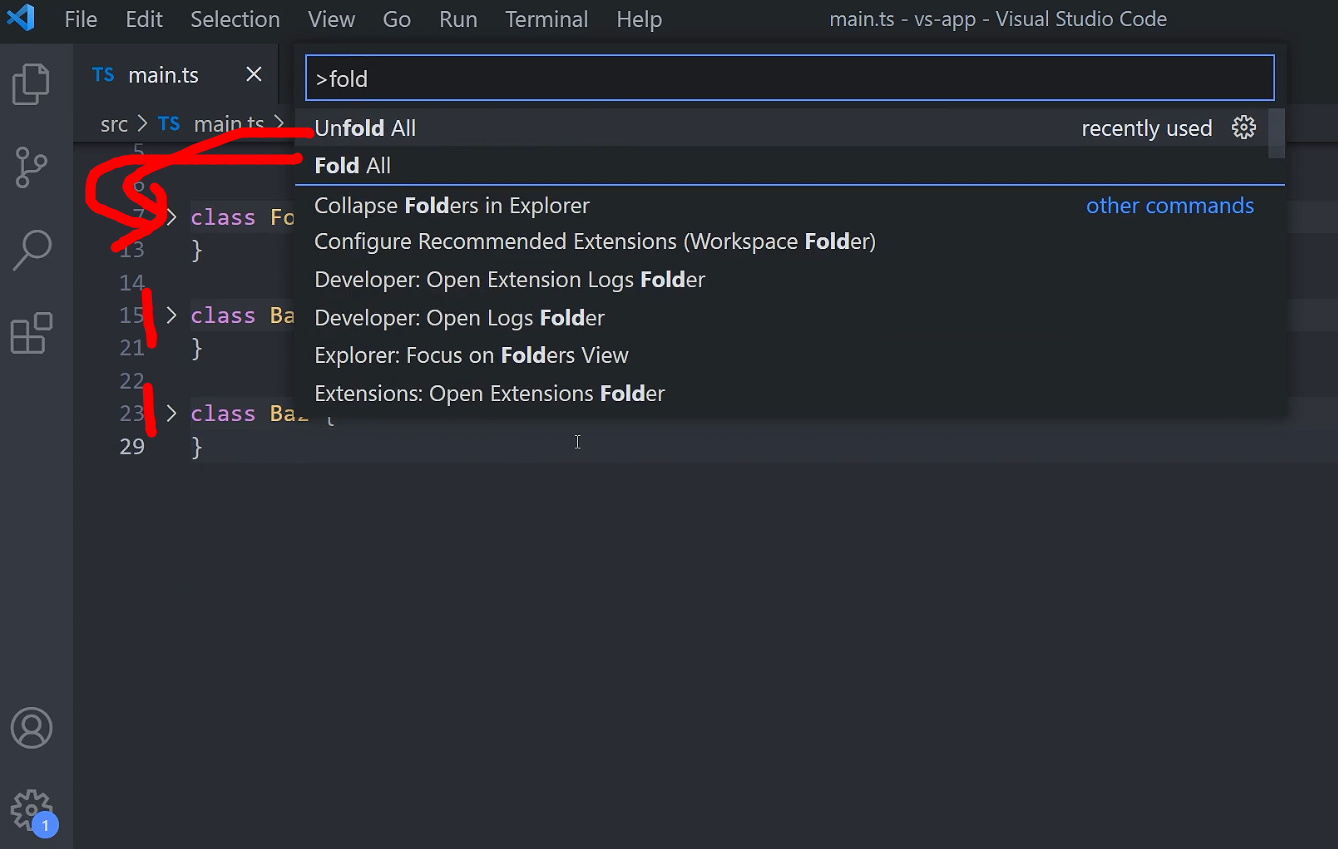 File Edit Selection View Go Run Terminal Help main.ts - vs-app - Visual Studio Code
TS main.ts
>fold
src > TS main.ts >
Unfold All recently used
Fold All
Collapse Folders in Explorer other commands
Configure Recommended Extensions (Workspace Folder)
Developer: Open Extension Logs Folder
Developer: Open Logs Folder
Explorer: Focus on Folders View
Extensions: Open Extensions Folder
5
6
7 > class Fo
13 }
14
15 > class Ba
21 }
22
23 > class Baz {
29 }
1